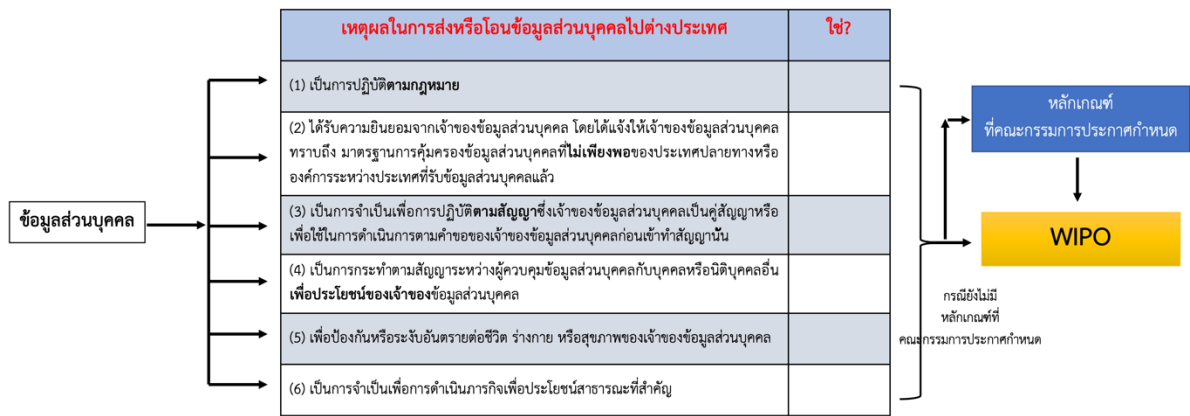 เหตุผลในการส่งหรือโอนข้อมูลส่วนบุคคลไปต่างประเทศ
ใช่?
ข้อมูลส่วนบุคคล
(1) เป็นการปฏิบัติตามกฎหมาย
(2) ได้รับความยินยอมจากเจ้าของข้อมูลส่วนบุคคล โดยได้แจ้งให้เจ้าของข้อมูลส่วนบุคคล
ทราบถึง มาตรฐานการคุ้มครองข้อมูลส่วนบุคคลที่ไม่เพียงพอของประเทศปลายทางหรือ
องค์การระหว่างประเทศที่รับข้อมูลส่วนบุคคลแล้ว
(3) เป็นการจำเป็นเพื่อการปฏิบัติตามสัญญาซึ่งเจ้าของข้อมูลส่วนบุคคลเป็นคู่สัญญาหรือ
เพื่อใช้ในการดำเนินการตามคำขอของเจ้าของข้อมูลส่วนบุคคลก่อนเข้าทำสัญญานั้น
(4) เป็นการกระทำตามสัญญาระหว่างผู้ควบคุมข้อมูลส่วนบุคคลกับบุคคลหรือนิติบุคคลอื่น
เพื่อประโยชน์ของเจ้าของข้อมูลส่วนบุคคล
(5) เพื่อป้องกันหรือระงับอันตรายต่อชีวิต ร่างกาย หรือสุขภาพของเจ้าของข้อมูลส่วนบุคคล
(6) เป็นการจำเป็นเพื่อการดำเนินภารกิจเพื่อประโยชน์สาธารณะที่สำคัญ
หลักเกณฑ์
ที่คณะกรรมการประกาศกำหนด
WIPO
กรณียังไม่มี
หลักเกณฑ์ที่
คณะกรรมการประกาศกำหนด